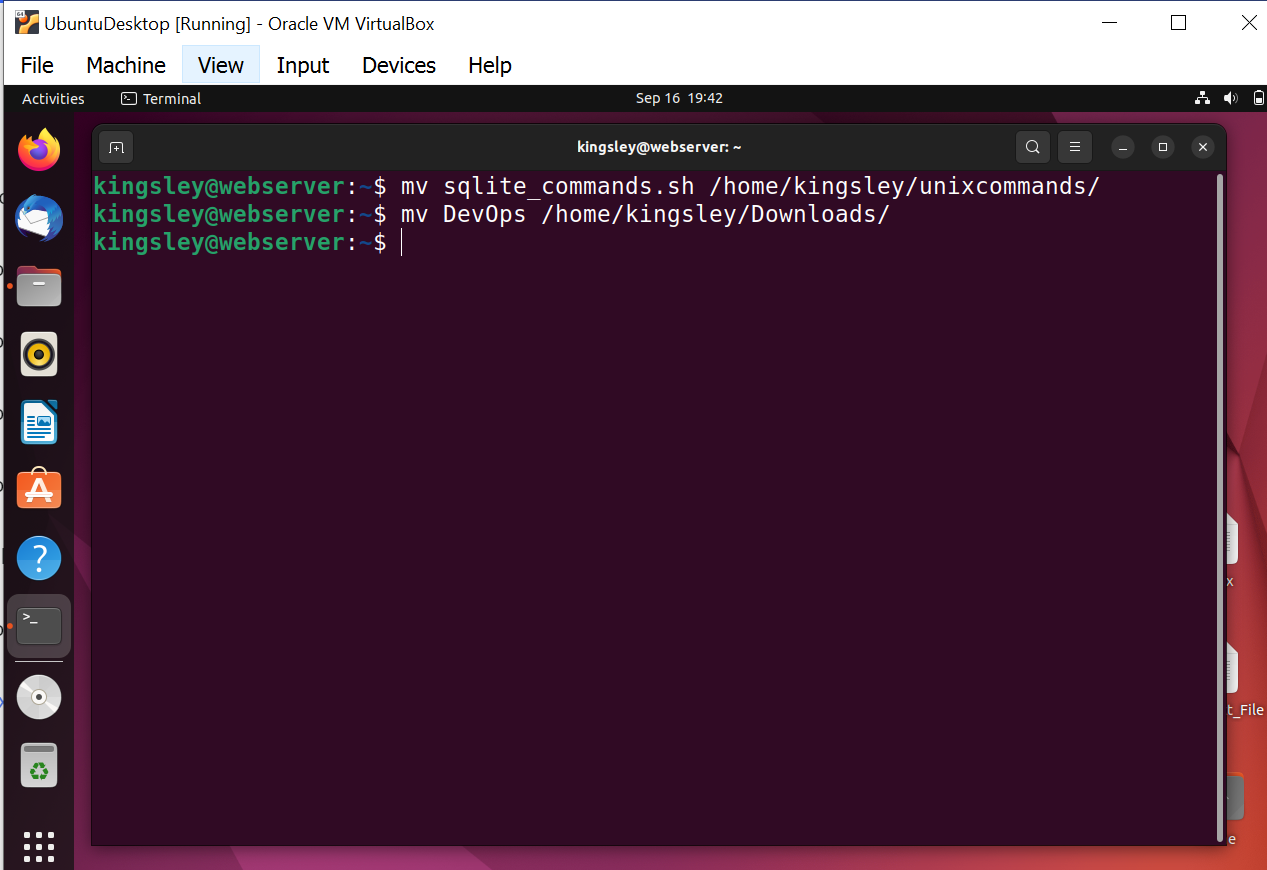 UbuntuDesktop [Running] - Oracle VM VirtualBox
File Machine View Input Devices Help
Activities Terminal Sep 16 19:42
kingsley@webserver: ~
kingsley@webserver:~$ mv sqlite_commands.sh /home/kingsley/unixcommands/
kingsley@webserver:~$ mv DevOps /home/kingsley/Downloads/
kingsley@webserver:~$
x
t_File
e